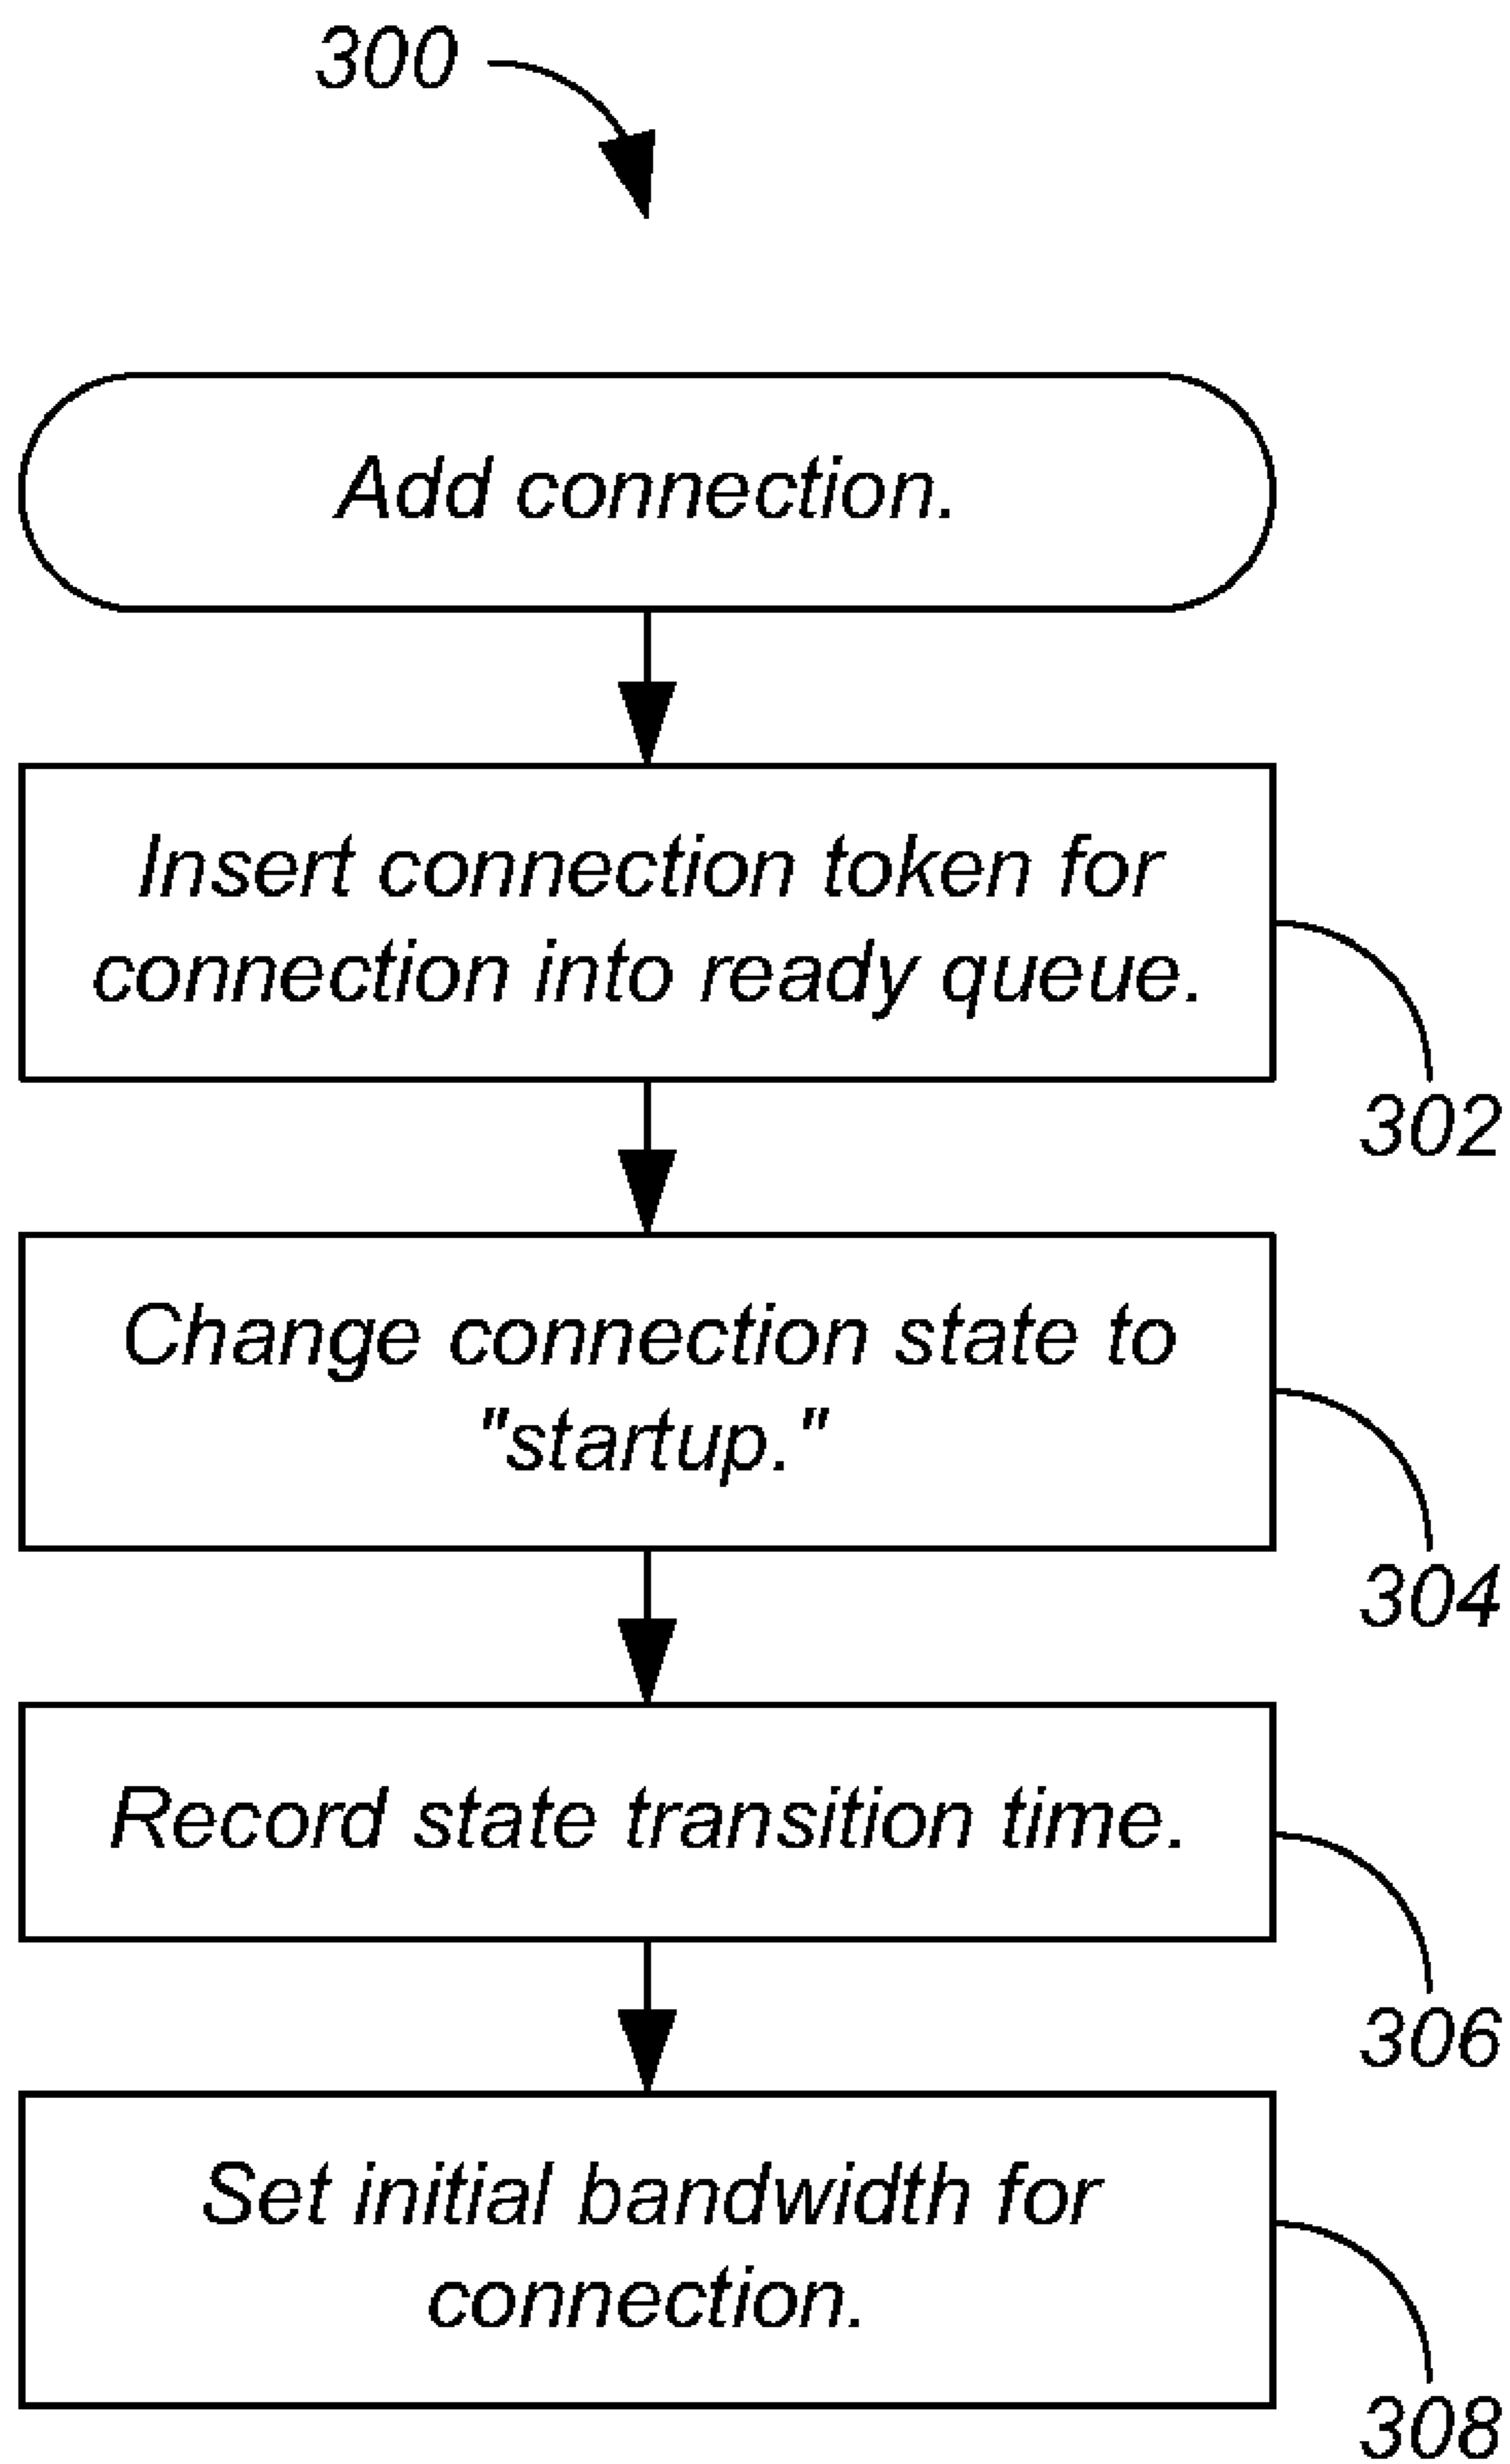 300
Add connection.
Insert connection token for
connection into ready queue.
302
Change connection state to
"startup."
304
Record state transition time.
306
Set initial bandwidth for
connection.
308